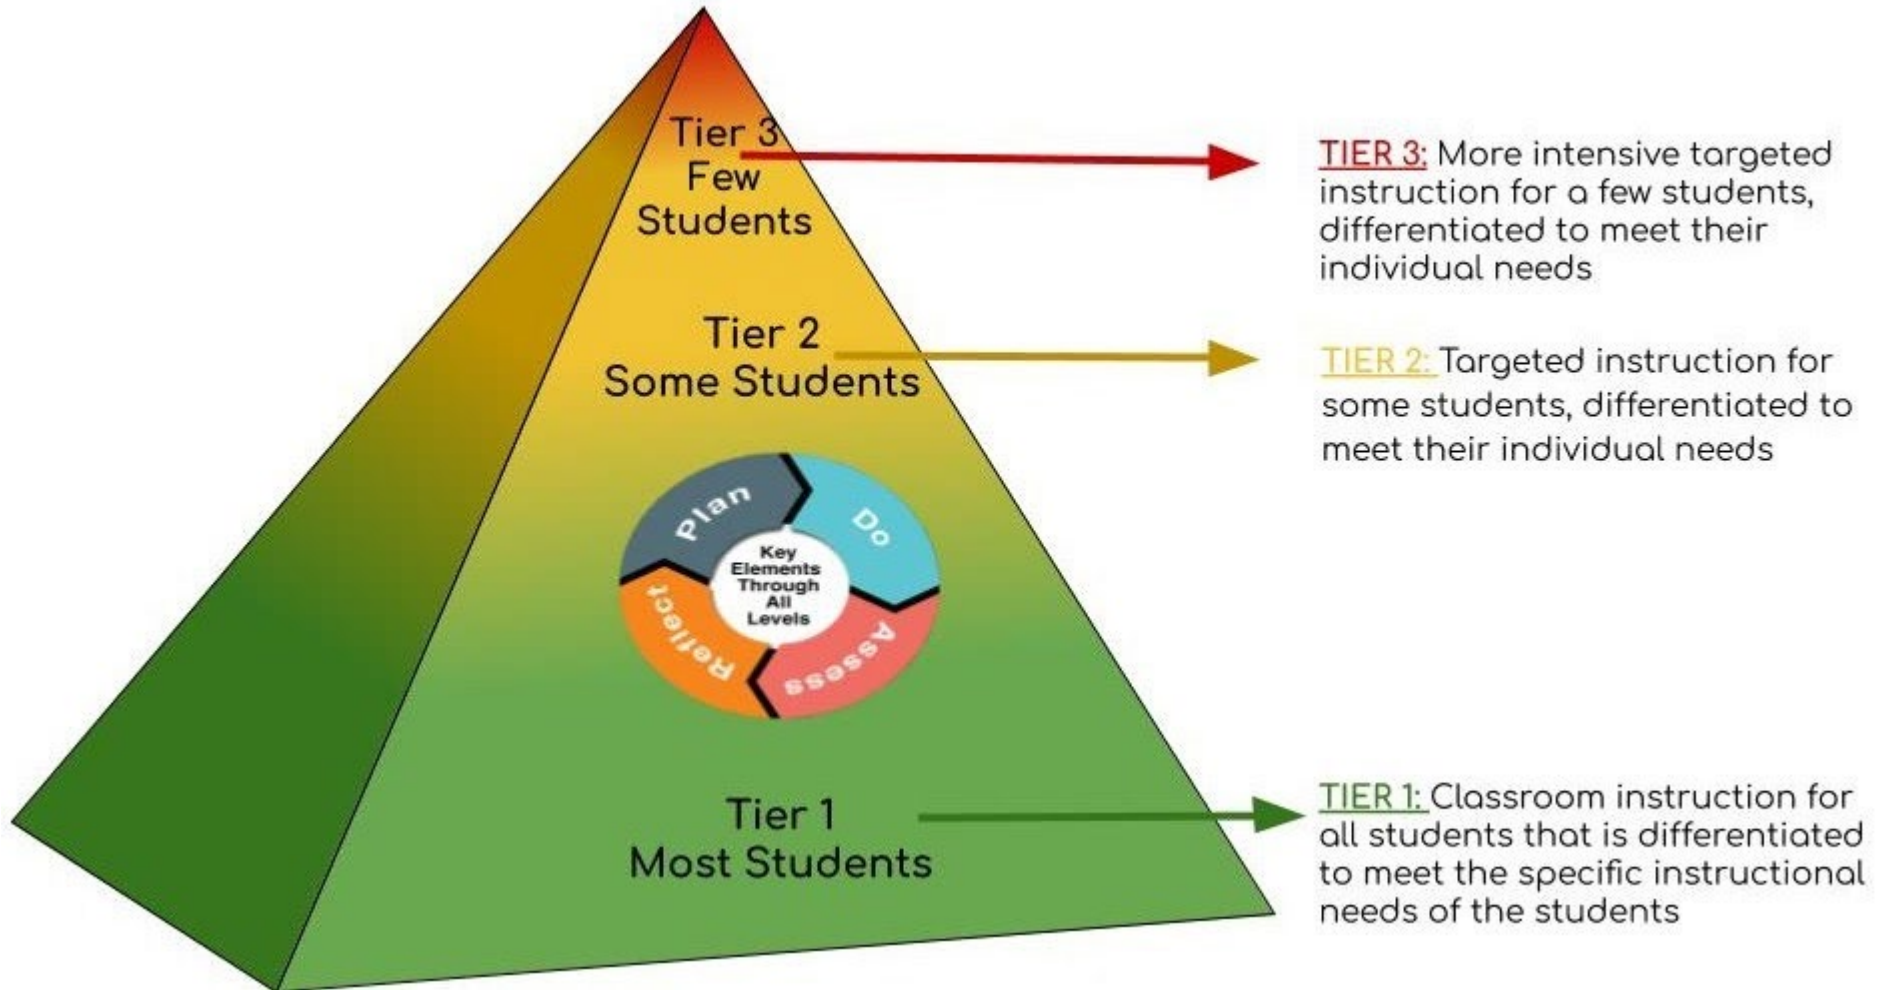 Tier 3
Few
Students
TIER 3: More intensive targeted
instruction for a few students,
differentiated to meet their
individual needs
Tier 2
Some Students
TIER 2: Targeted instruction for
some students, differentiated to
meet their individual needs
Plan
Do
Assess
Reflect
Key
Elements
Through
All
Levels
Tier 1
Most Students
TIER 1: Classroom instruction for
all students that is differentiated
to meet the specific instructional
needs of the students